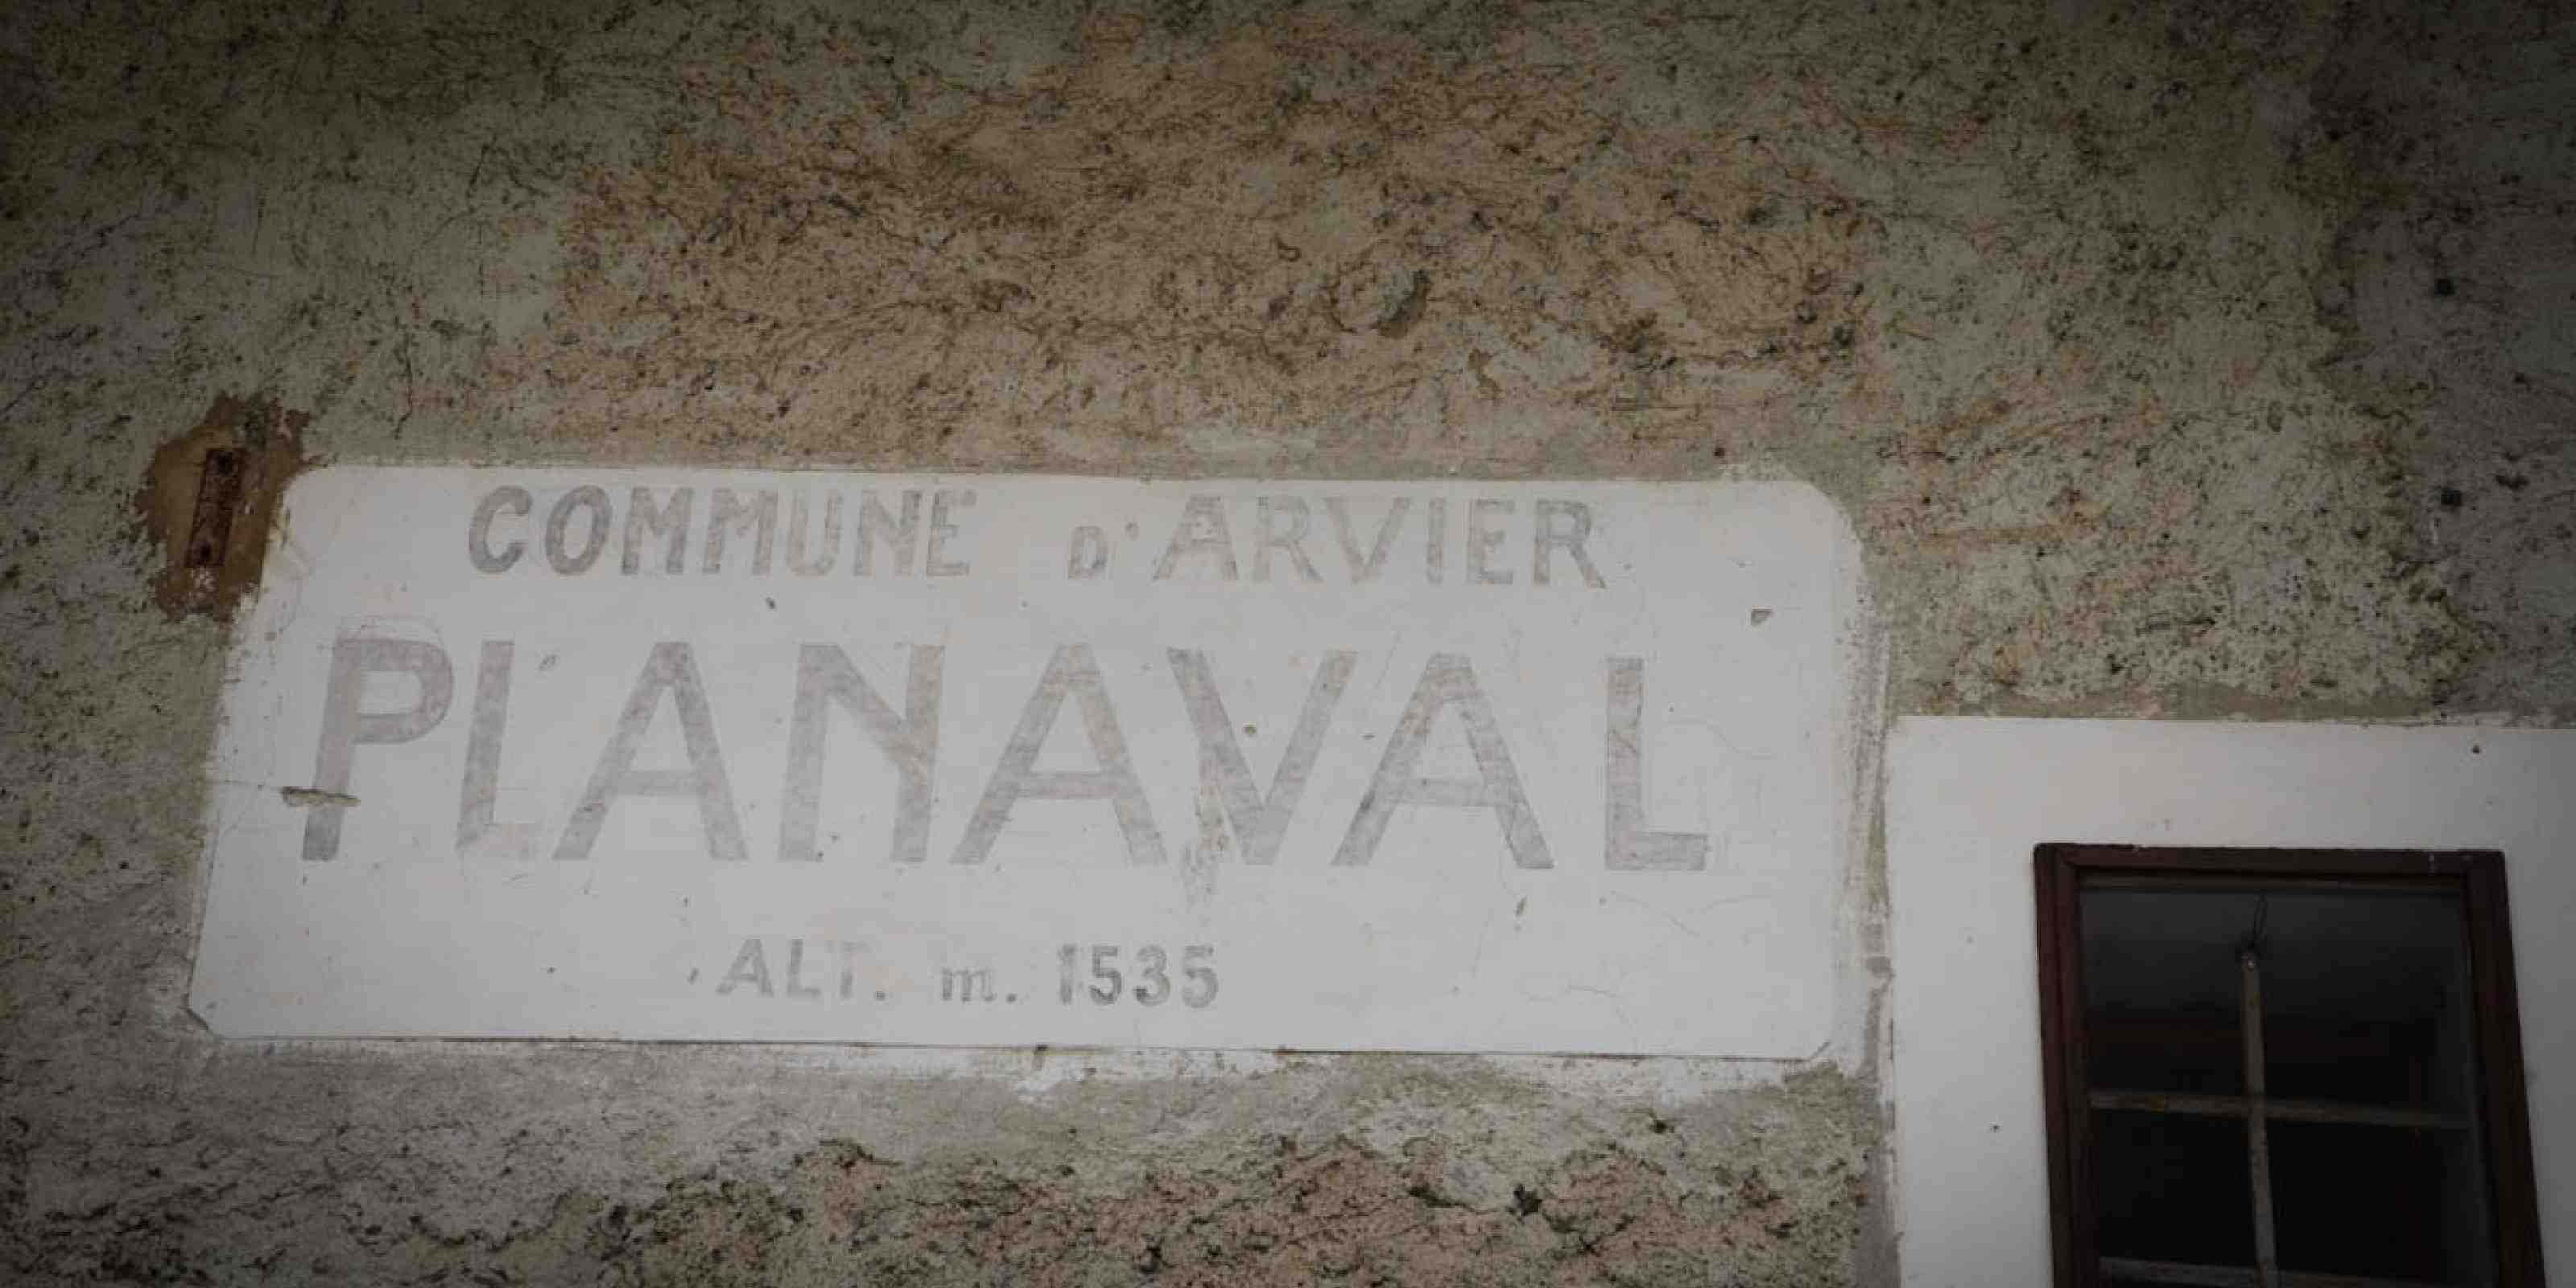 COMMUNE D'ARVIER
PLANAVAL
ALT. m. 1535